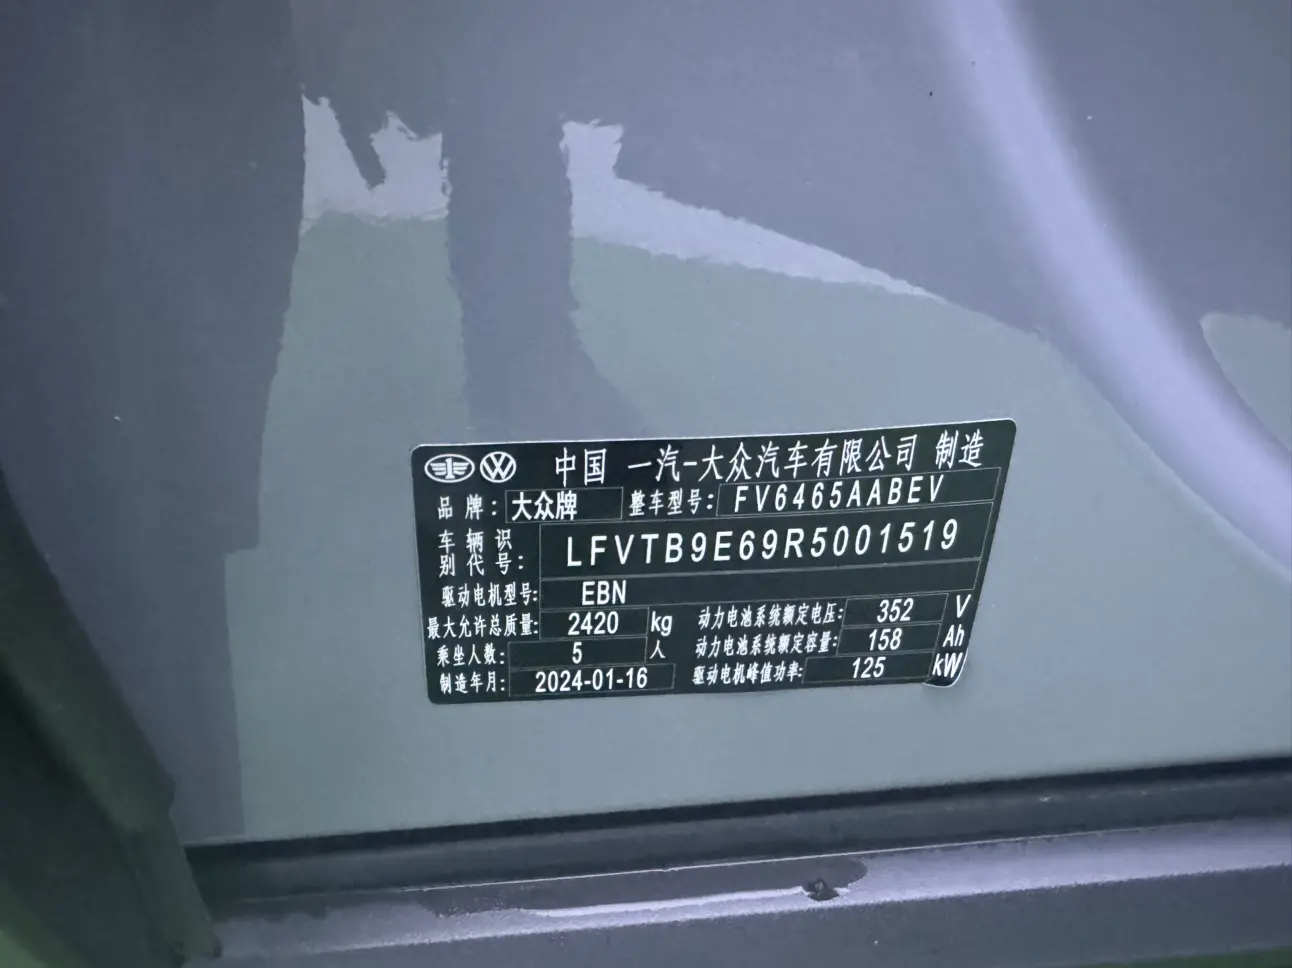 中国 一汽-大众汽车有限公司 制造
品牌: 大众牌 整车型号: FV6465AABEV
车辆识别代号: LFVTB9E69R5001519
驱动电机型号: EBN
最大允许总质量: 2420 kg 动力电池系统额定电压: 352 V
乘坐人数: 5 人 动力电池系统额定容量: 158 Ah
制造年月: 2024-01-16 驱动电机峰值功率: 125 kW